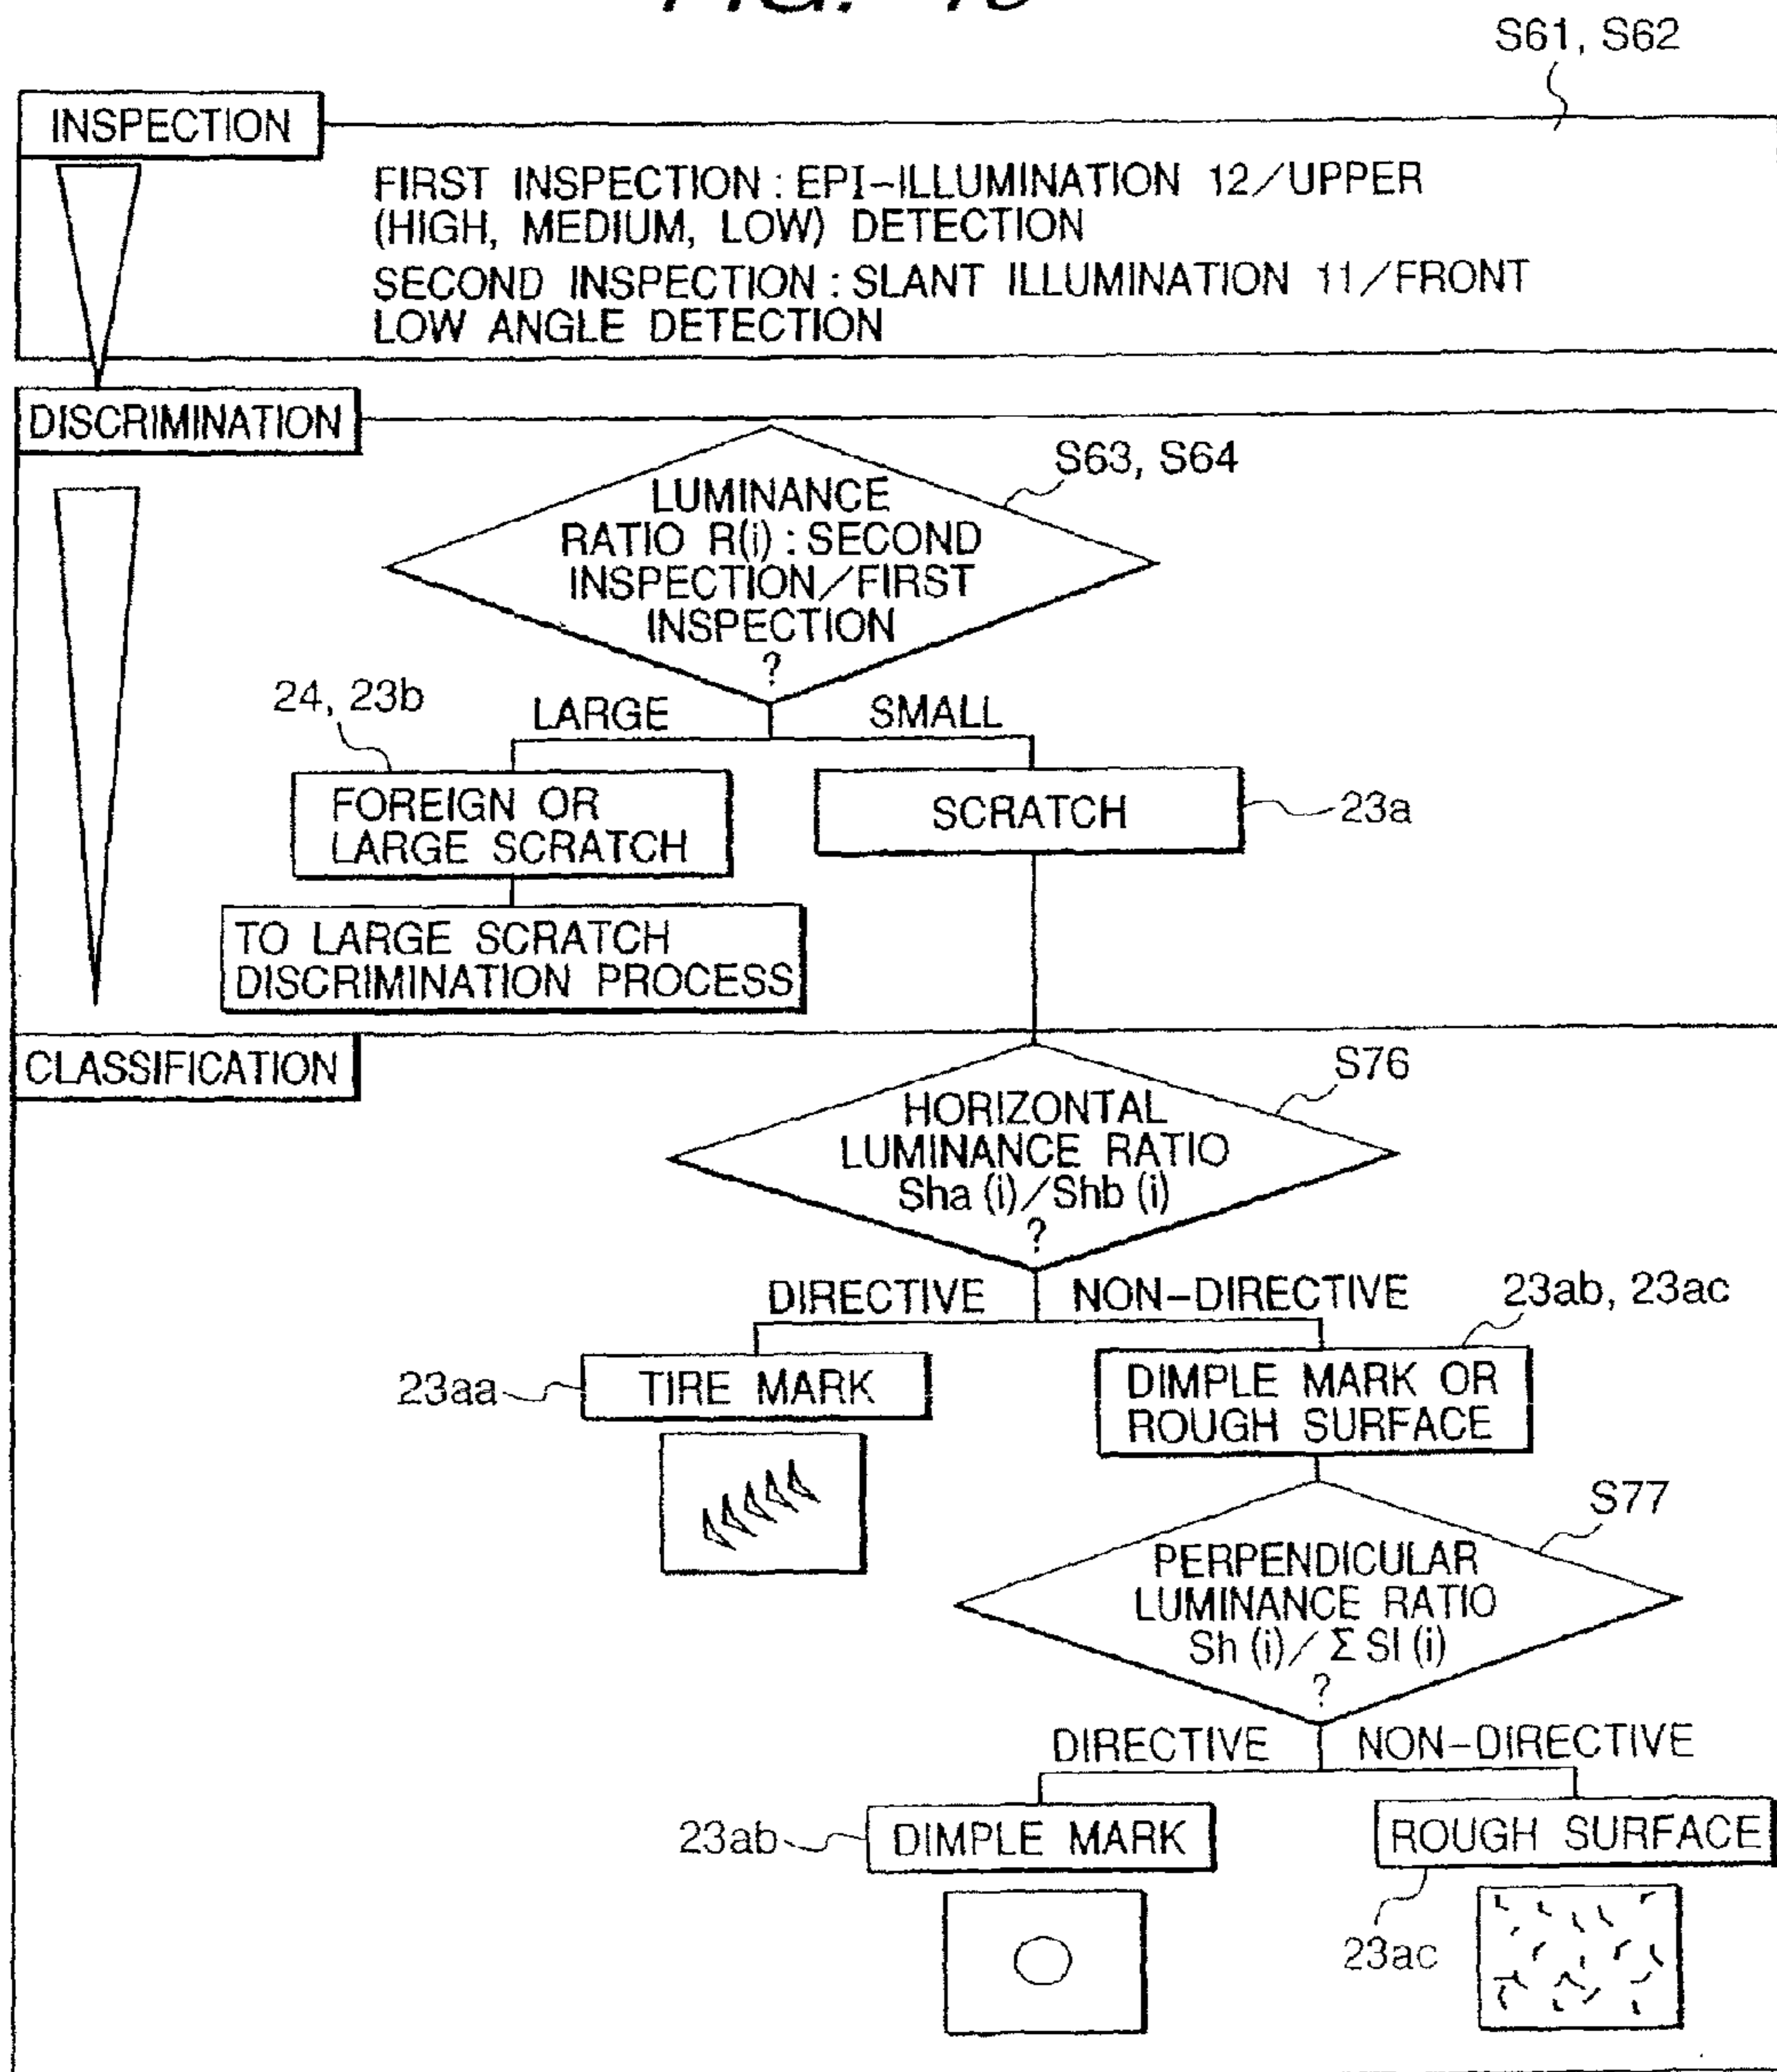 S61, S62
INSPECTION
FIRST INSPECTION : EPI-ILLUMINATION 12/UPPER
(HIGH, MEDIUM, LOW) DETECTION
SECOND INSPECTION : SLANT ILLUMINATION 11/FRONT
LOW ANGLE DETECTION
DISCRIMINATION
S63, S64
LUMINANCE
RATIO R(i) : SECOND
INSPECTION/FIRST
INSPECTION
?
24, 23b
LARGE
SMALL
FOREIGN OR
LARGE SCRATCH
SCRATCH
23a
TO LARGE SCRATCH
DISCRIMINATION PROCESS
CLASSIFICATION
S76
HORIZONTAL
LUMINANCE RATIO
Sha (i)/Shb (i)
?
DIRECTIVE
NON-DIRECTIVE
23ab, 23ac
23aa
TIRE MARK
DIMPLE MARK OR
ROUGH SURFACE
S77
PERPENDICULAR
LUMINANCE RATIO
Sh (i)/ Σ Sl (i)
?
DIRECTIVE
NON-DIRECTIVE
23ab
DIMPLE MARK
ROUGH SURFACE
23ac